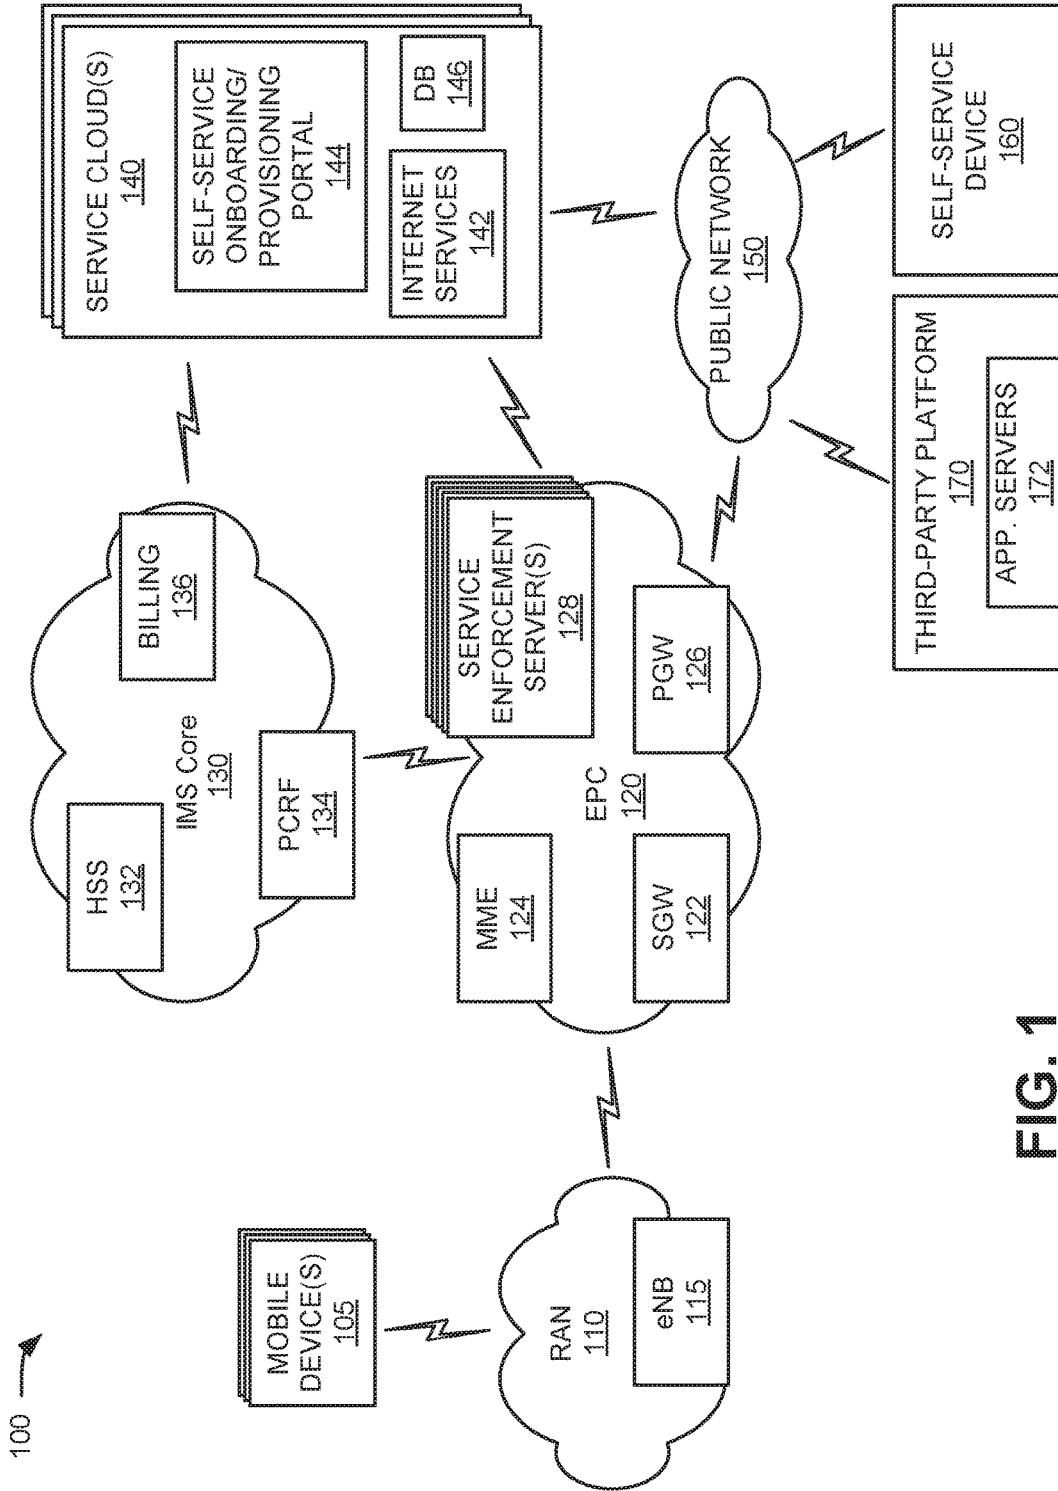 100
MOBILE
DEVICE(S)
105
RAN
110
eNB
115
HSS
132
IMS Core
130
BILLING
136
PCRF
134
MME
124
EPC
120
SERVICE
ENFORCEMENT
SERVER(S)
128
SGW
122
PGW
126
SERVICE CLOUD(S)
140
SELF-SERVICE
ONBOARDING/
PROVISIONING
PORTAL
144
INTERNET
SERVICES
142
DB
146
PUBLIC NETWORK
150
THIRD-PARTY PLATFORM
170
APP. SERVERS
172
SELF-SERVICE
DEVICE
160
FIG. 1